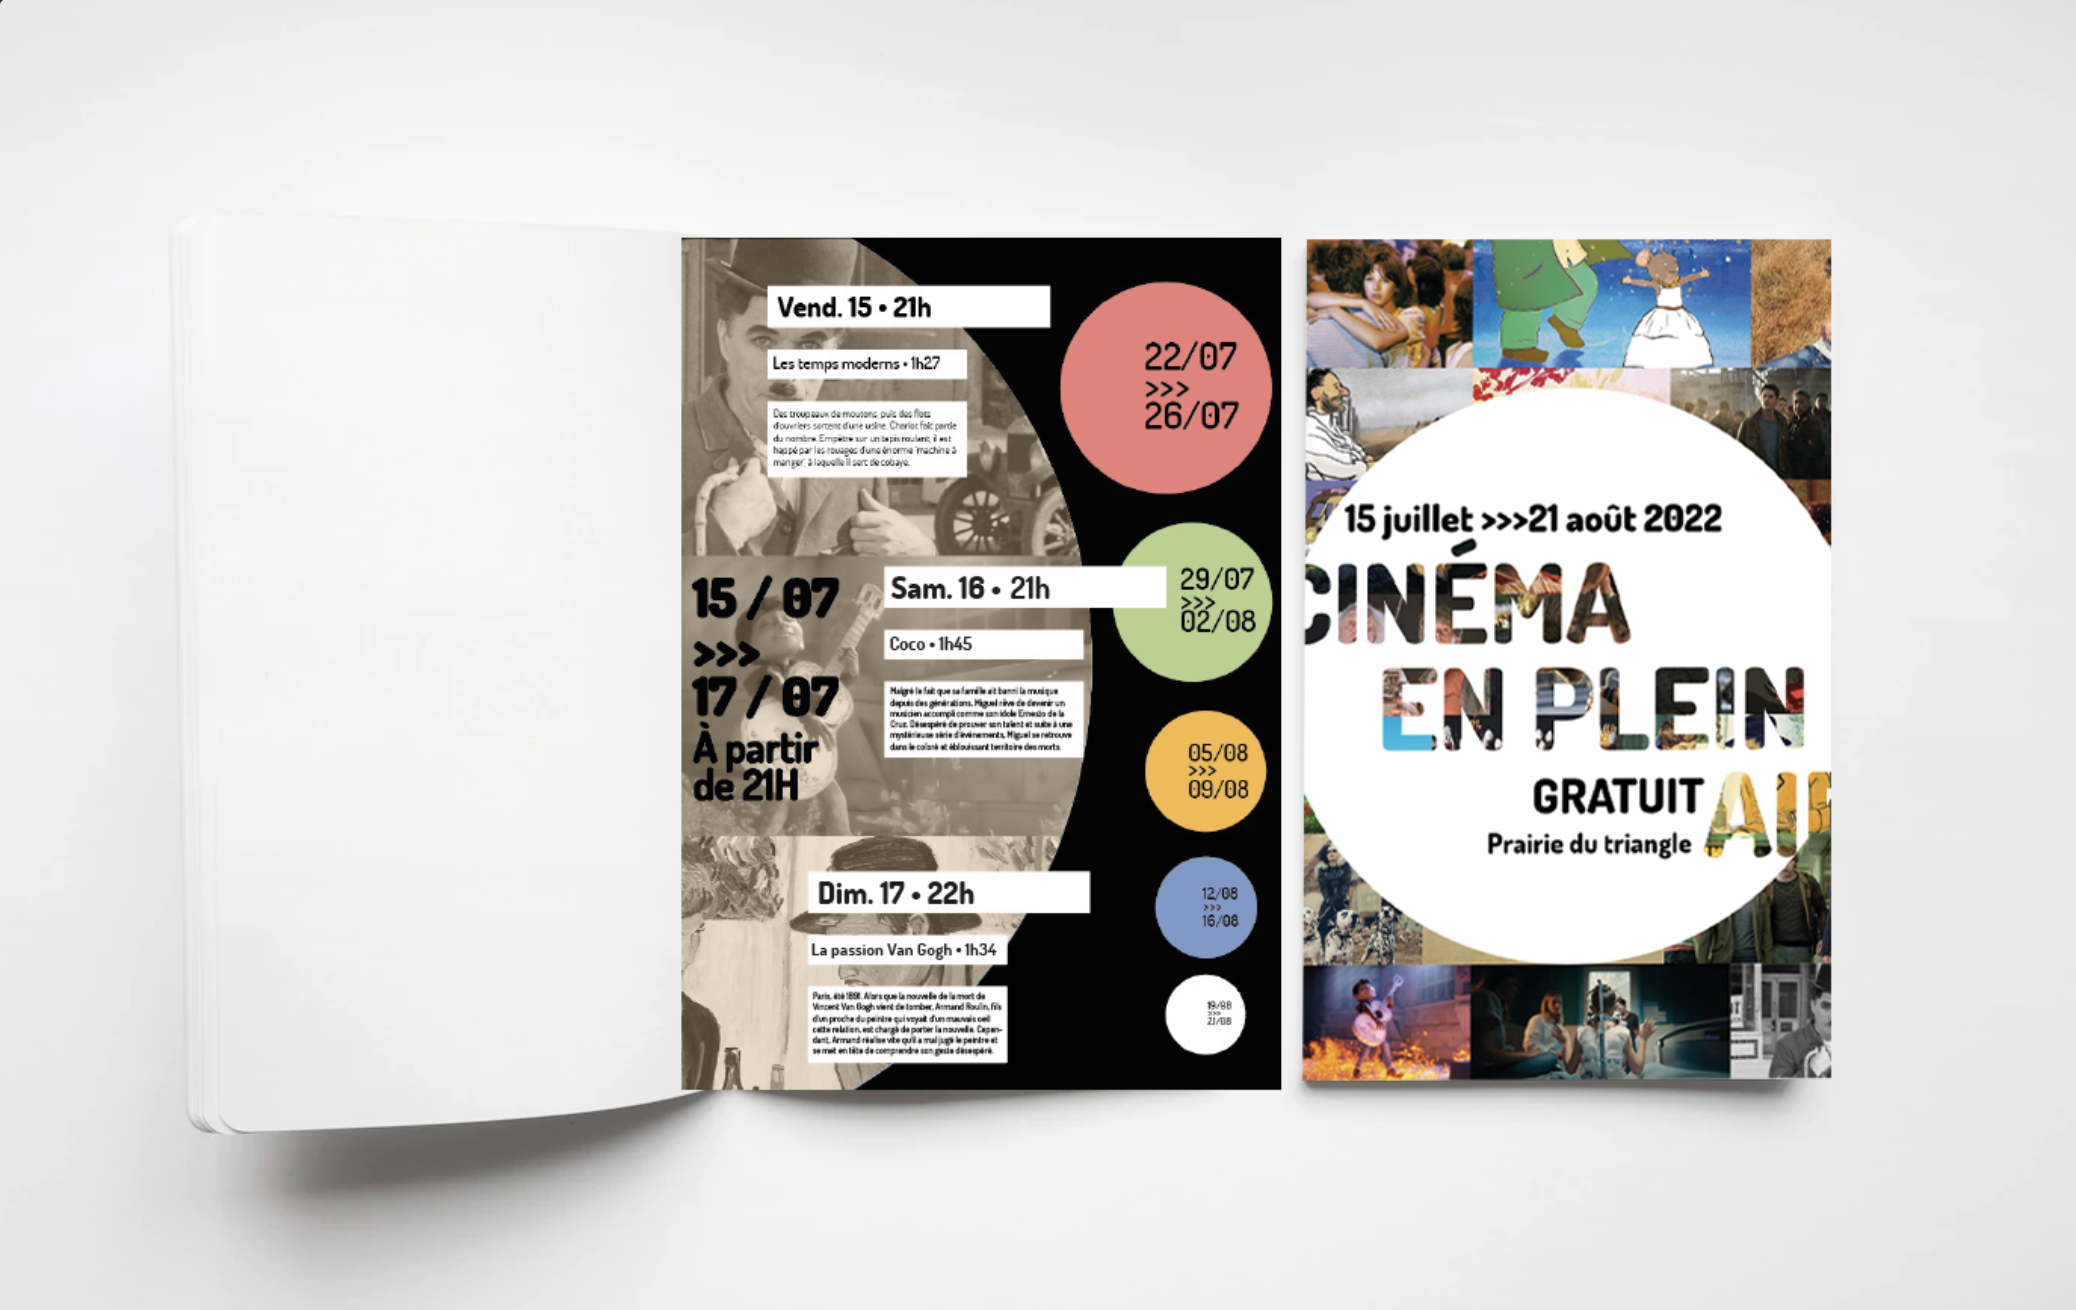 Vend. 15 • 21h
Les temps moderns • 1h27
Des troupeaux de moutons, puis des flots
d'ouvriers sortent d'une usine. Charlot fait partie
du nombre. Empêtre sur un tapis roulant, il est
happé par les rouages d'une énorme "machine à
manger", à laquelle il sert de cobaye.
15 / 07
>>>
17 / 07
À partir
de 21H
Sam. 16 • 21h
Coco • 1h45
Malgré le fait que sa famille ait banni la musique
depuis des générations, Miguel rêve de devenir un
musicien accompli comme son idole Ernesto de la
Cruz. Désespéré de prouver son talent et suite à une
mystérieuse série d'événements, Miguel se retrouve
dans le coloré et éblouissant territoire des morts.
Dim. 17 • 22h
La passion Van Gogh • 1h34
Paris, été 1891. Alors que la nouvelle de la mort de
Vincent Van Gogh vient de tomber, Armand Roulin, fils
d'un proche du peintre qui voyait d'un mauvais oeil
cette relation, est chargé de porter la nouvelle. Cepen-
dant, Armand réalise vite qu'il a mal jugé le peintre et
se met en tête de comprendre son geste désespéré.
22/07
>>>
26/07
29/07
>>>
02/08
05/08
>>>
09/08
12/08
>>>
16/08
19/08
>>>
21/08
15 juillet >>>21 août 2022
CINÉMA
EN PLEIN
GRATUIT AIR
Prairie du triangle